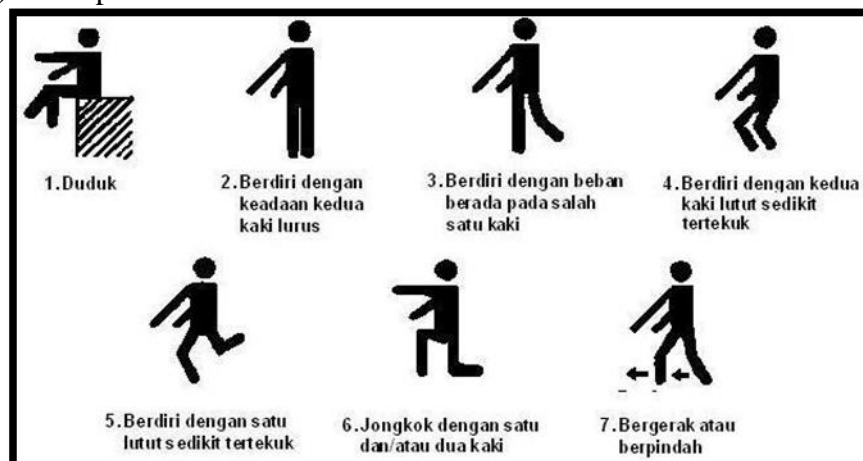 1.Duduk
2.Berdiri dengan
keadaan kedua
kaki lurus
3.Berdiri dengan beban
berada pada salah
satu kaki
4.Berdiri dengan kedua
kaki lutut sedikit
tertekuk
5.Berdiri dengan satu
lutut sedikit tertekuk
6.Jongkok dengan satu
dan/atau dua kaki
7.Bergerak atau
berpindah